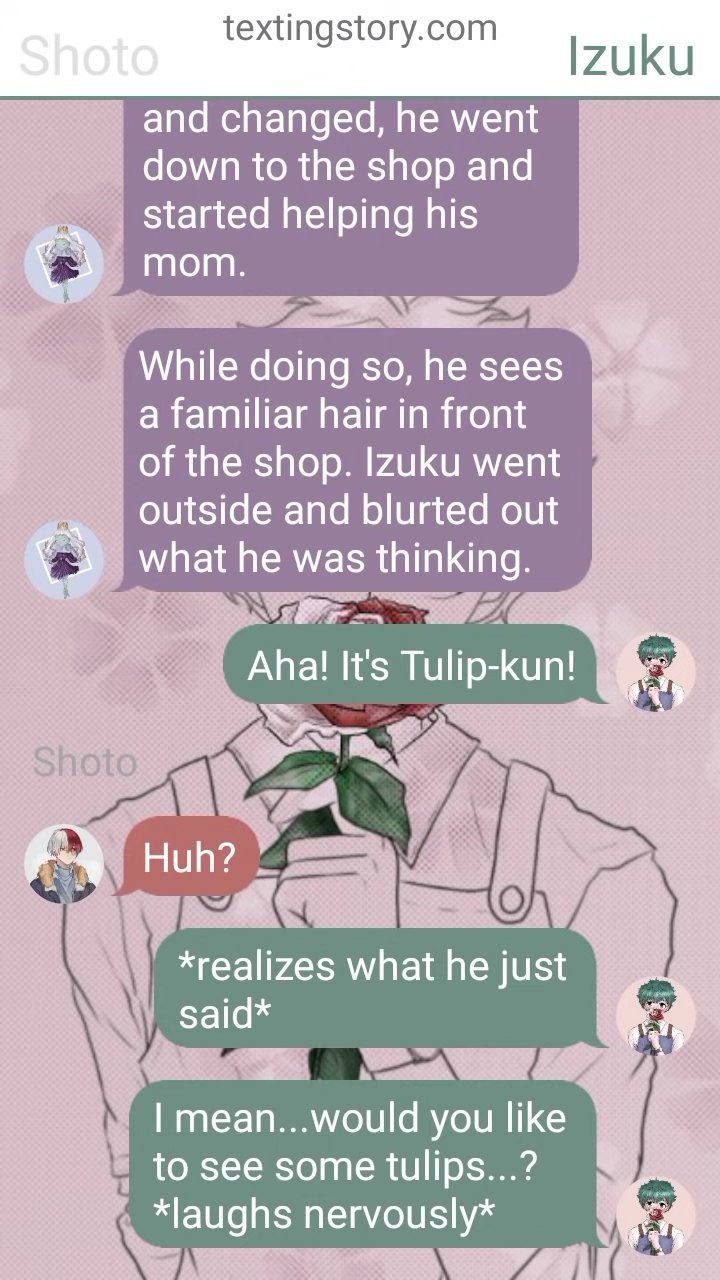 textingstory.com
Shoto
Izuku
and changed, he went
down to the shop and
started helping his
mom.
While doing so, he sees
a familiar hair in front
of the shop. Izuku went
outside and blurted out
what he was thinking.
Aha! It's Tulip-kun!
Shoto
Huh?
*realizes what he just
said*
I mean...would you like
to see some tulips...?
*laughs nervously*